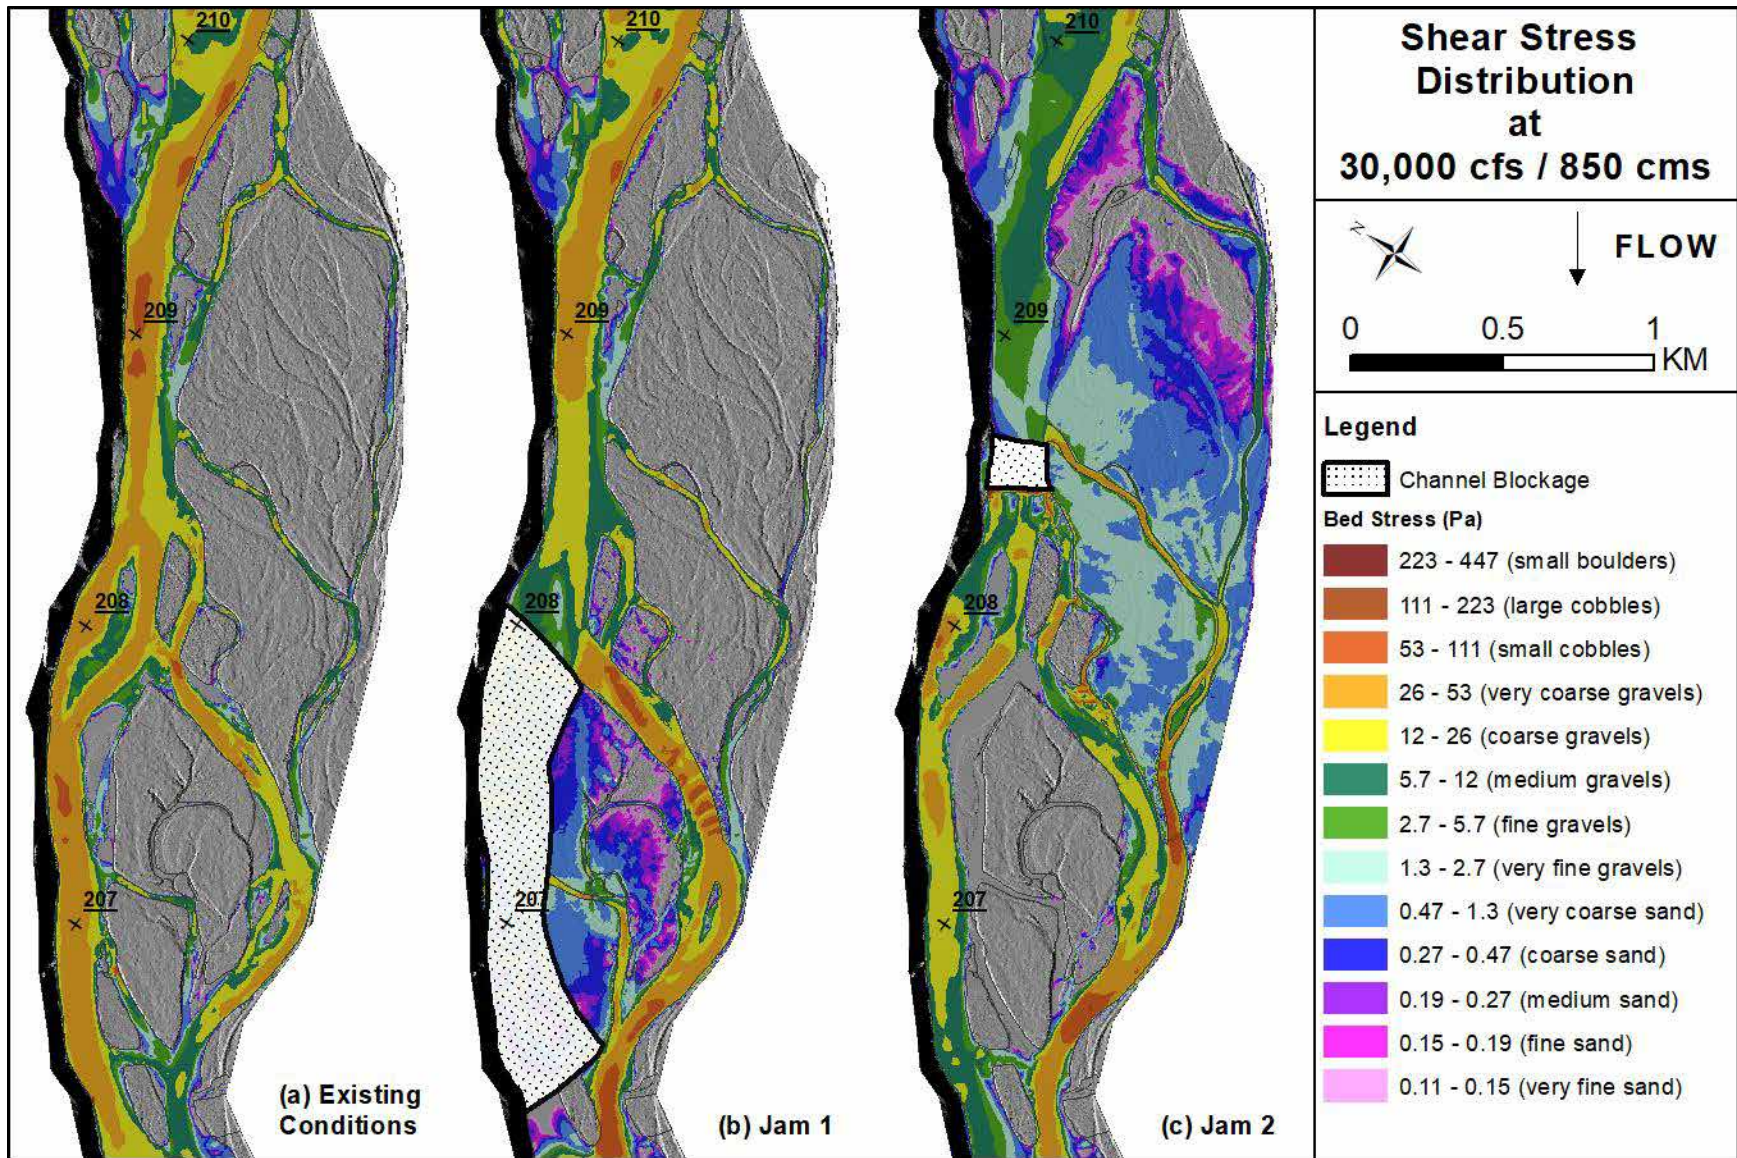 210
209
208
207
(a) Existing
Conditions
210
209
208
207
(b) Jam 1
210
209
208
207
(c) Jam 2
Shear Stress
Distribution
at
30,000 cfs / 850 cms
N
FLOW
0 0.5 1
KM
Legend
Channel Blockage
Bed Stress (Pa)
223 - 447 (small boulders)
111 - 223 (large cobbles)
53 - 111 (small cobbles)
26 - 53 (very coarse gravels)
12 - 26 (coarse gravels)
5.7 - 12 (medium gravels)
2.7 - 5.7 (fine gravels)
1.3 - 2.7 (very fine gravels)
0.47 - 1.3 (very coarse sand)
0.27 - 0.47 (coarse sand)
0.19 - 0.27 (medium sand)
0.15 - 0.19 (fine sand)
0.11 - 0.15 (very fine sand)